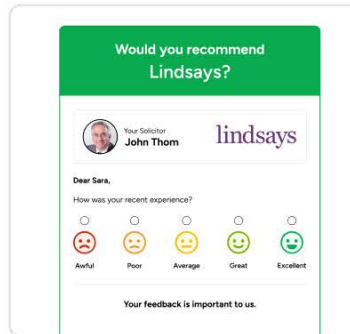 Would you recommend
Lindsays?
Your Solicitor
John Thom
lindsays
Dear Sara,
How was your recent experience?
Awful Poor Average Great Excellent
Your feedback is important to us.